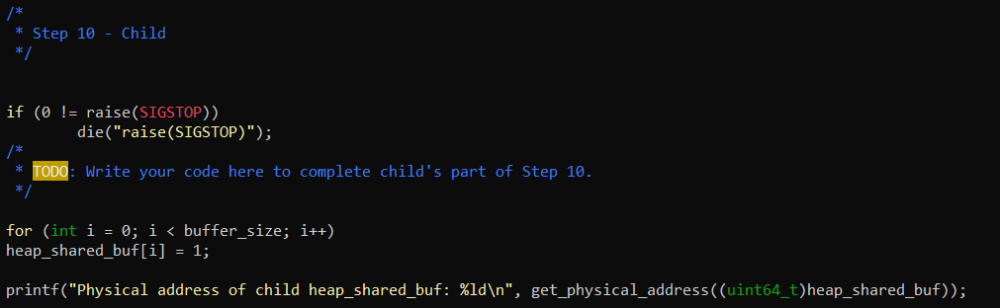 /*
 * Step 10 - Child
 */
if (0 != raise(SIGSTOP))
        die("raise(SIGSTOP)");
/*
 * TODO: Write your code here to complete child's part of Step 10.
 */
for (int i = 0; i < buffer_size; i++)
heap_shared_buf[i] = 1;
printf("Physical address of child heap_shared_buf: %ld\n", get_physical_address((uint64_t)heap_shared_buf));